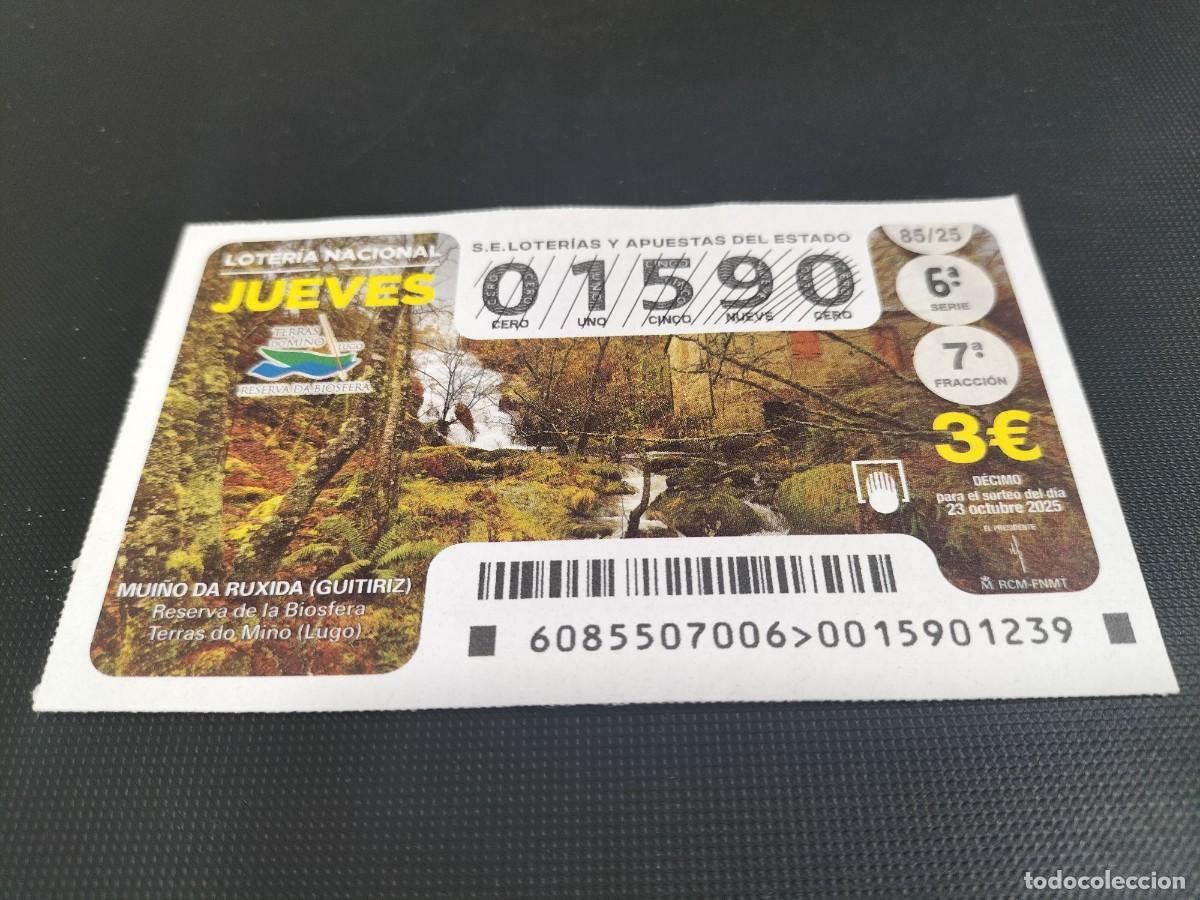 LOTERÍA NACIONAL
JUEVES
TERRAS
DO MIÑO LUGO
RESERVA DA BIOSFERA
S.E.LOTERÍAS Y APUESTAS DEL ESTADO
01590
CERO UNO CINCO NUEVE CERO
85/25
6ª
SERIE
7ª
FRACCIÓN
3€
DÉCIMO
para el sorteo del día
23 octubre 2025
EL PRESIDENTE
RCM-FNMT
MUIÑO DA RUXIDA (GUITIRIZ)
Reserva de la Biosfera
Terras do Miño (Lugo)
6085507006>0015901239
todocoleccion